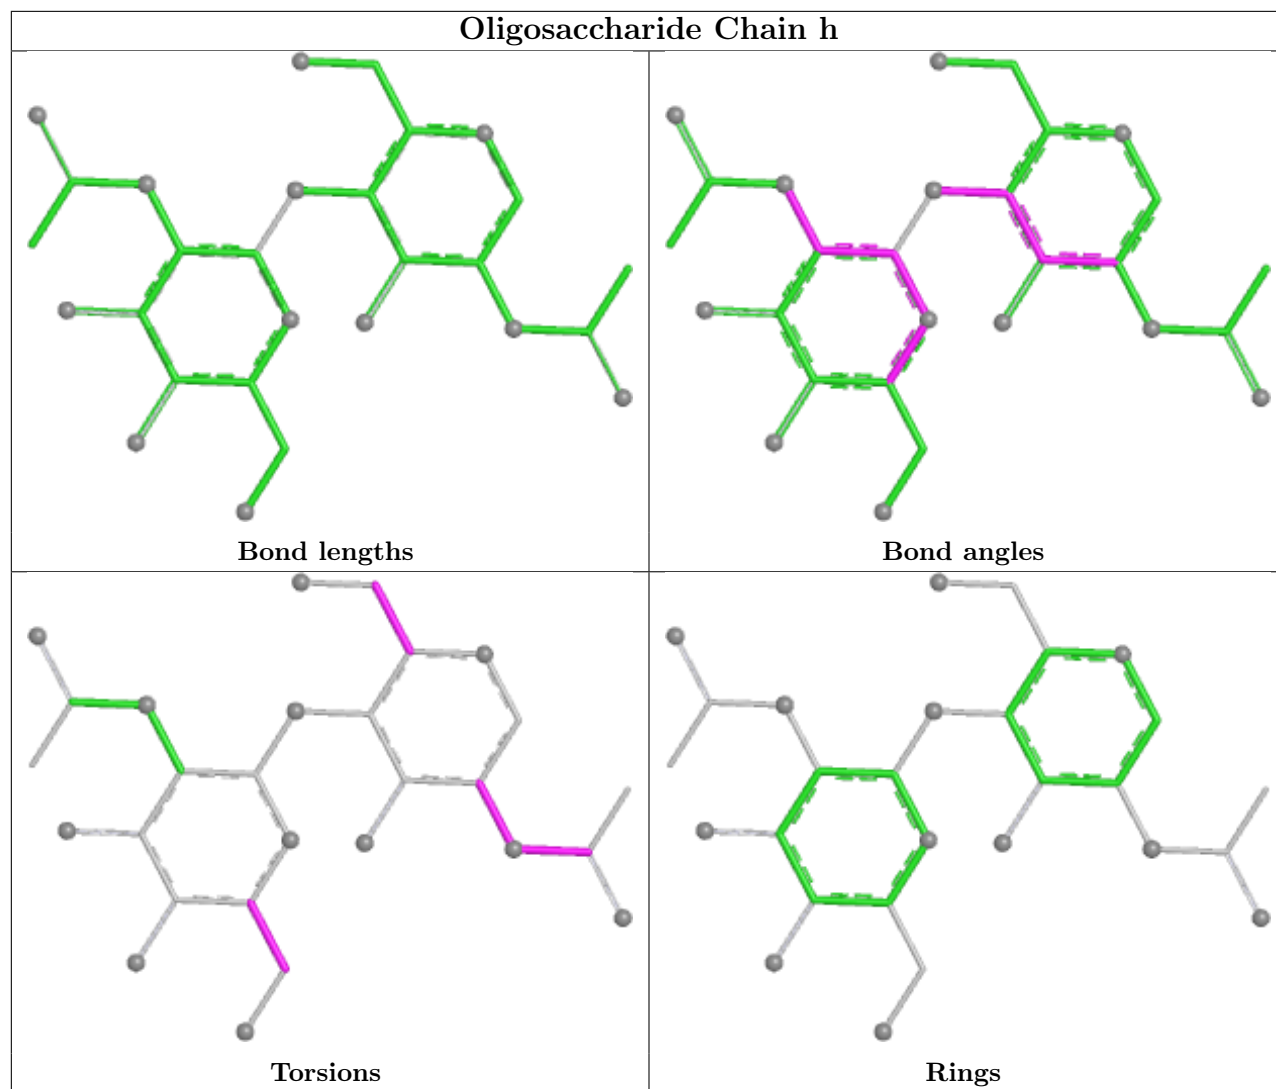 Oligosaccharide Chain h
Bond lengths
Bond angles
Torsions
Rings